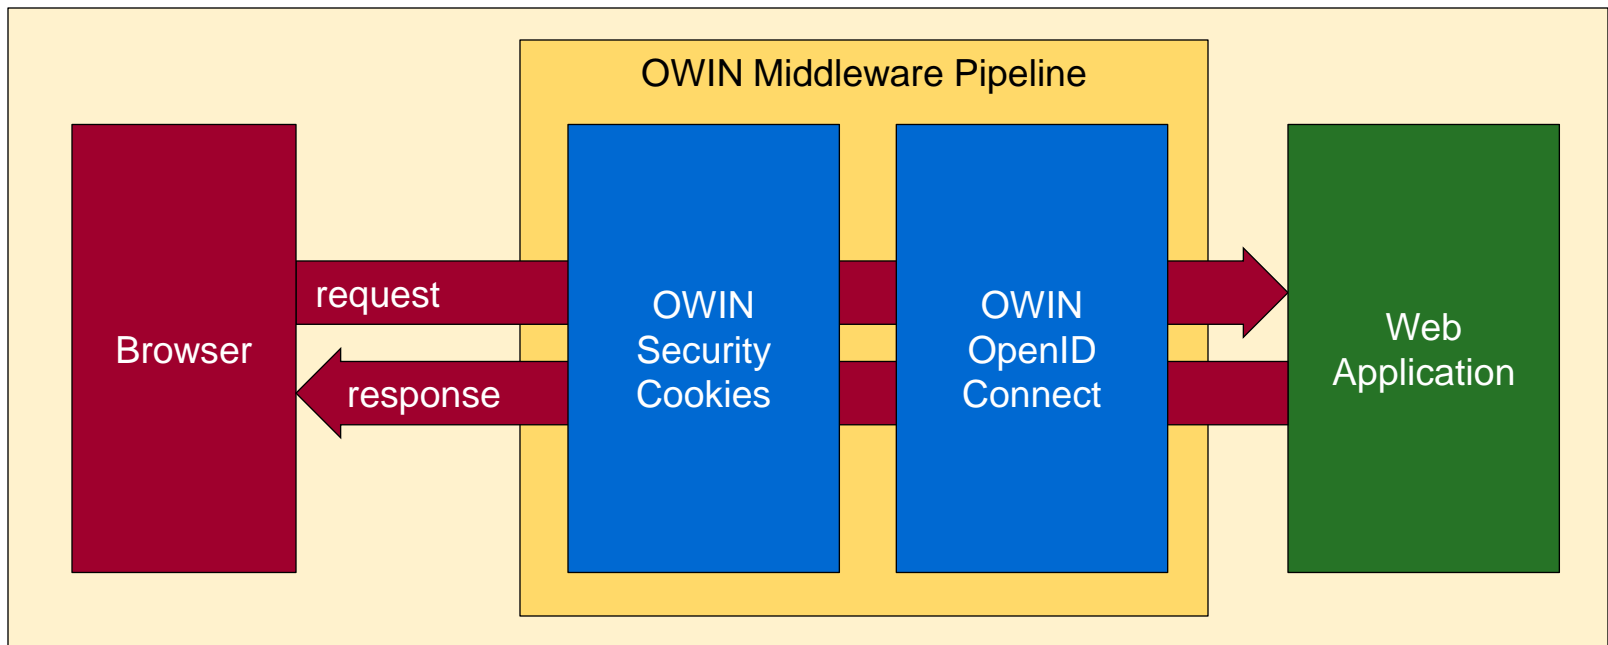 OWIN Middleware Pipeline
Browser
request
response
OWIN
Security
Cookies
OWIN
OpenID
Connect
Web
Application